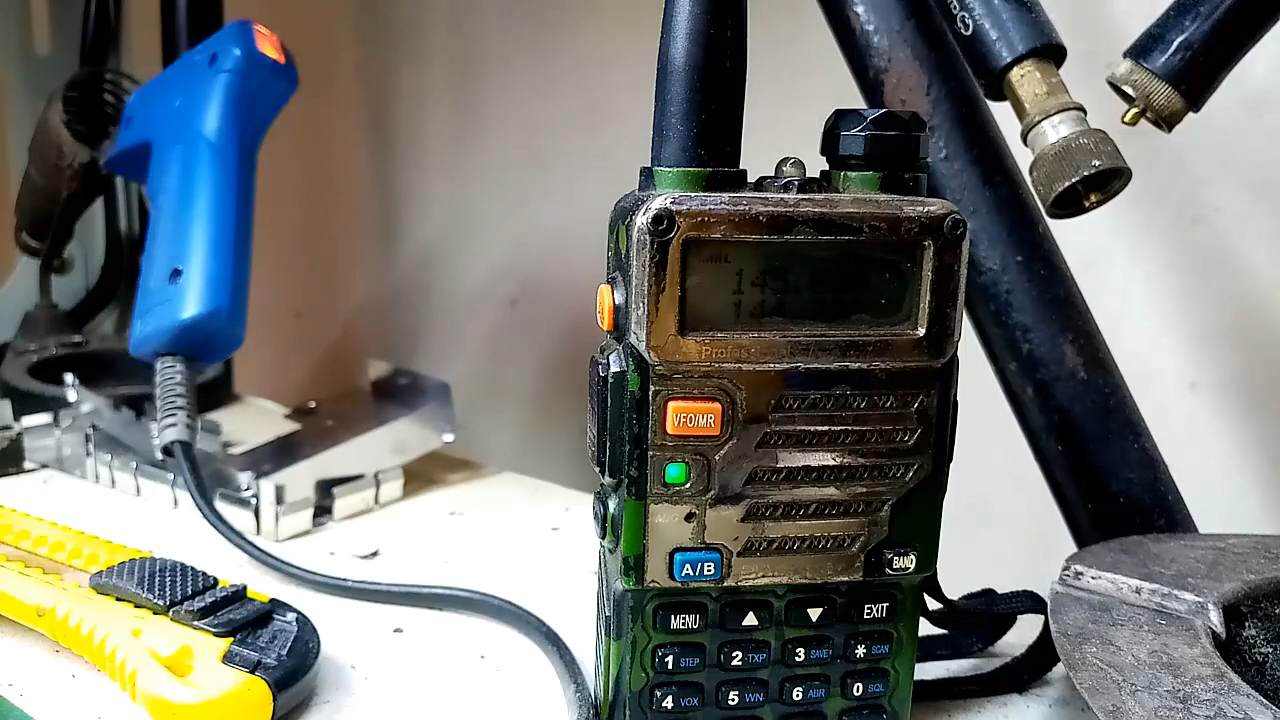 VFO/MR
MIC
A/B
BAND
MENU ▲ ▼ EXIT
1 STEP 2 TXP 3 SAVE * SCAN
4 VOX 5 WN 6 ABR 0 SQL